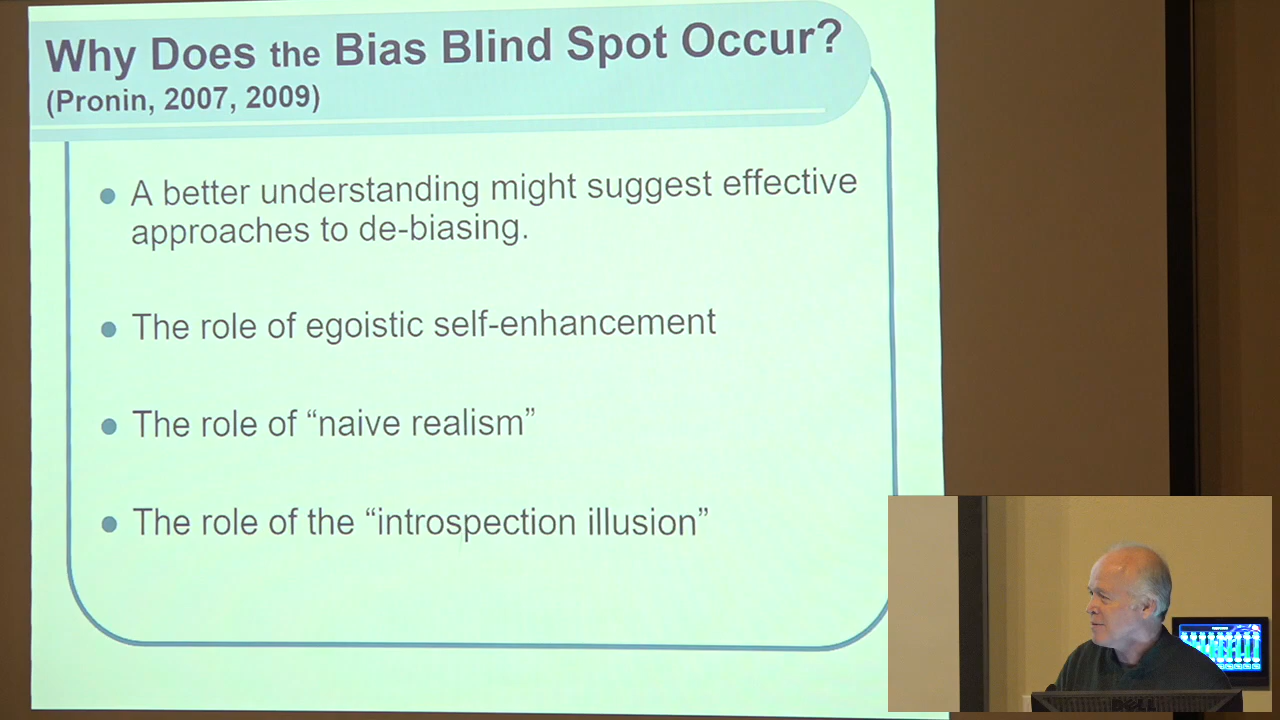 Why Does the Bias Blind Spot Occur?
(Pronin, 2007, 2009)
● A better understanding might suggest effective
approaches to de-biasing.
● The role of egoistic self-enhancement
● The role of “naive realism”
● The role of the “introspection illusion”